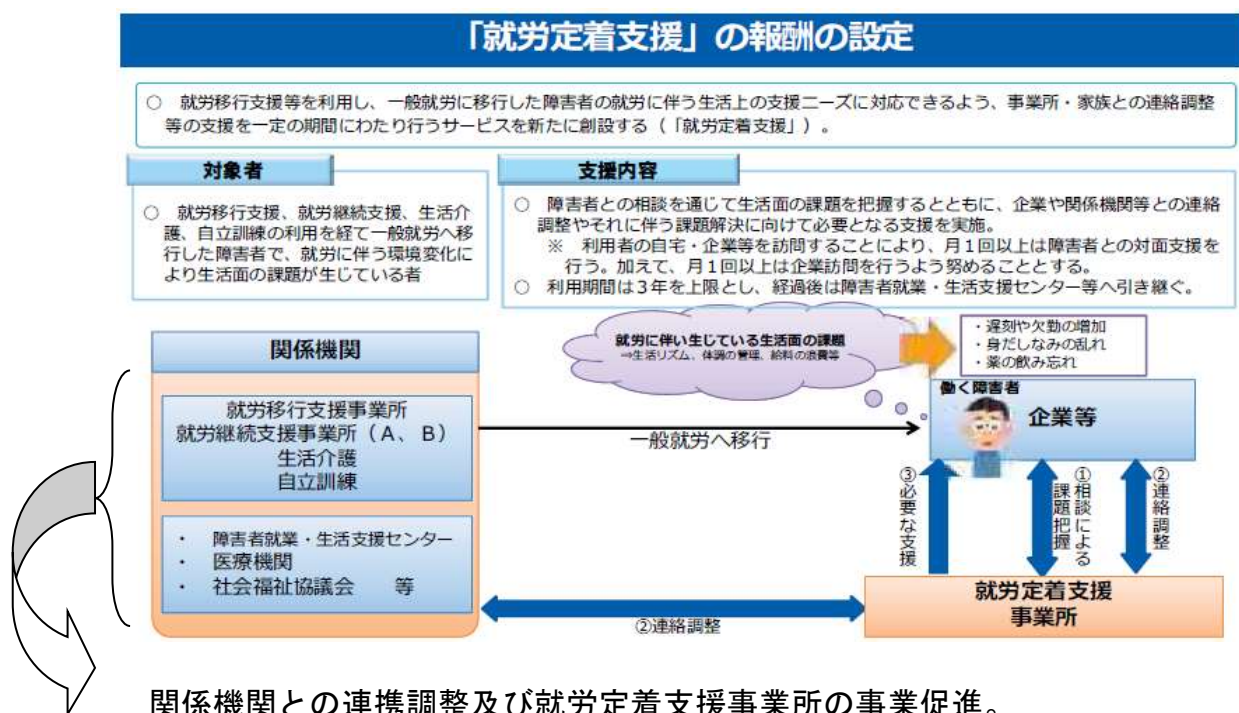 「就労定着支援」の報酬の設定
○ 就労移行支援等を利用し、一般就労に移行した障害者の就労に伴う生活上の支援ニーズに対応できるよう、事業所・家族との連絡調整
等の支援を一定の期間にわたり行うサービスを新たに創設する(「就労定着支援」)。
対象者
○ 就労移行支援、就労継続支援、生活介
護、自立訓練の利用を経て一般就労へ移
行した障害者で、就労に伴う環境変化に
より生活面の課題が生じている者
支援内容
○ 障害者との相談を通じて生活面の課題を把握するとともに、企業や関係機関等との連絡
調整やそれに伴う課題解決に向けて必要となる支援を実施。
※ 利用者の自宅・企業等を訪問することにより、月1回以上は障害者との対面支援を
行う。加えて、月1回以上は企業訪問を行うよう努めることとする。
○ 利用期間は3年を上限とし、経過後は障害者就業・生活支援センター等へ引き継ぐ。
就労に伴い生じている生活面の課題
⇒生活リズム、体調の管理、給料の浪費等
・遅刻や欠勤の増加
・身だしなみの乱れ
・薬の飲み忘れ
関係機関
就労移行支援事業所
就労継続支援事業所(A、B)
生活介護
自立訓練
・ 障害者就業・生活支援センター
・ 医療機関
・ 社会福祉協議会 等
一般就労へ移行
働く障害者
企業等
③必要な支援
①相談による
課題把握
②連絡調整
就労定着支援
事業所
②連絡調整
関係機関との連携調整及び就労定着支援事業所の事業促進。